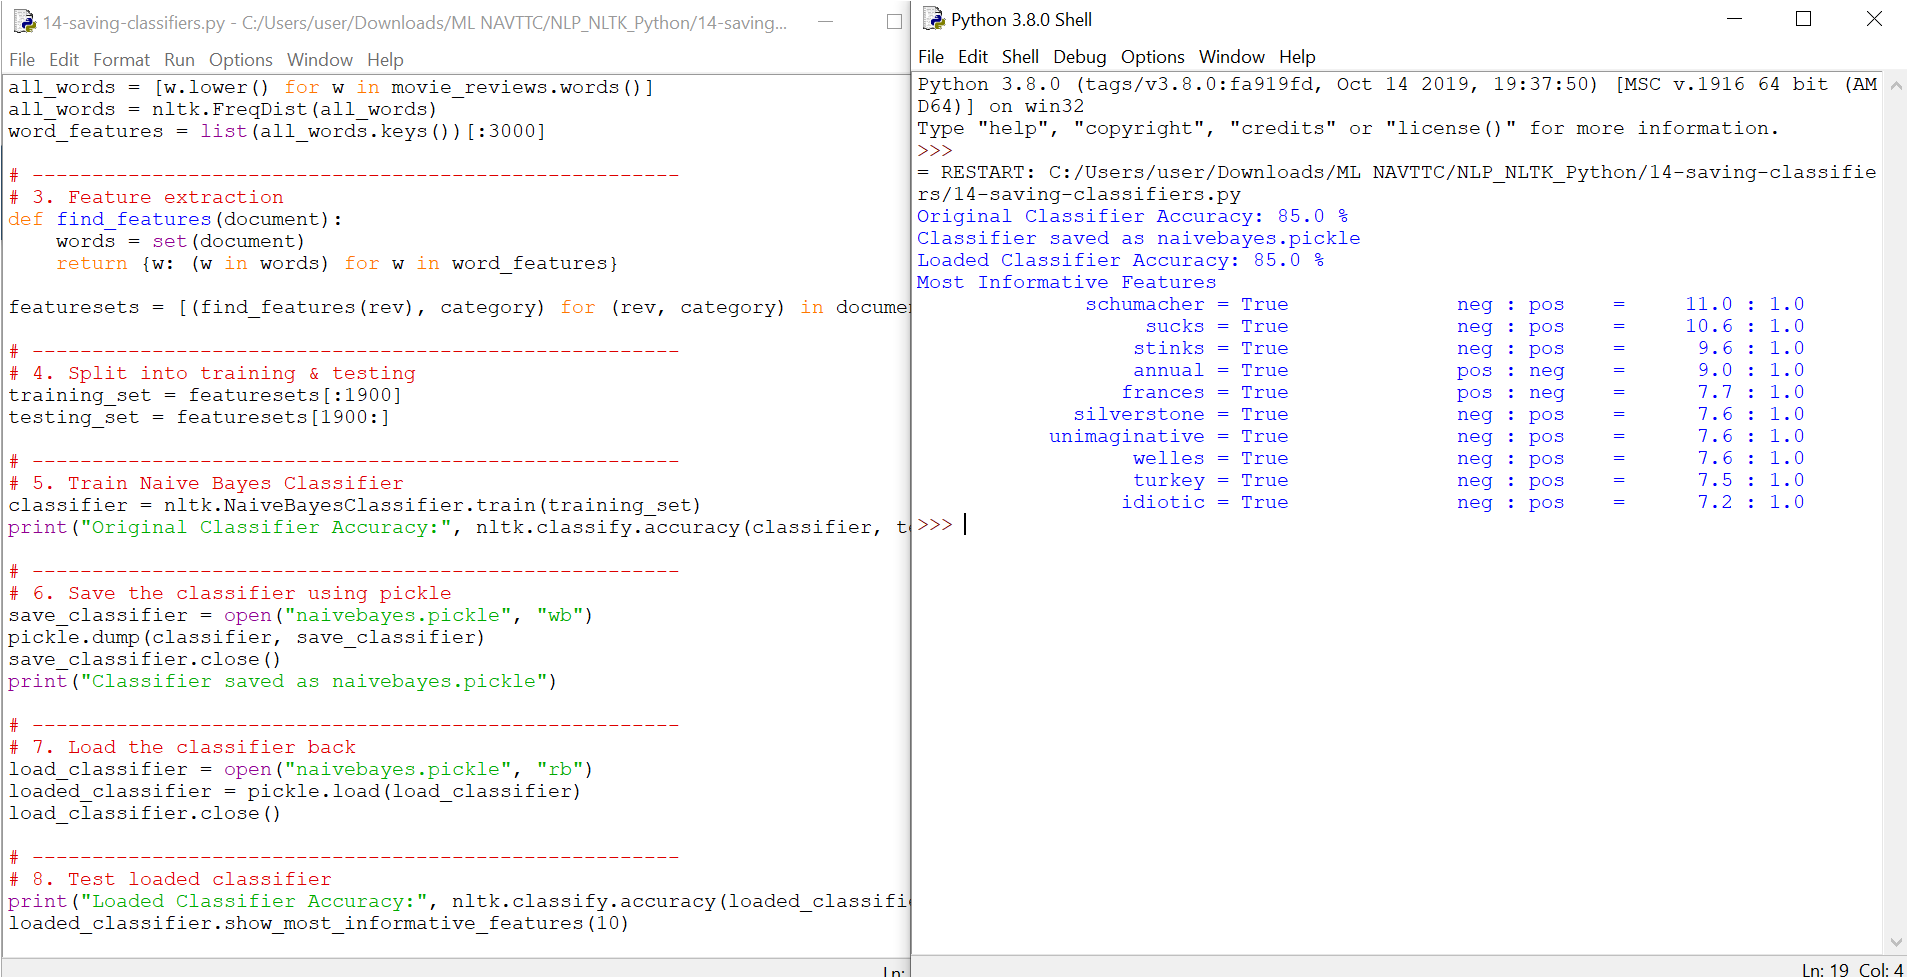 14-saving-classifiers.py - C:/Users/user/Downloads/ML NAVTTC/NLP_NLTK_Python/14-saving...
File Edit Format Run Options Window Help
all_words = [w.lower() for w in movie_reviews.words()]
all_words = nltk.FreqDist(all_words)
word_features = list(all_words.keys())[:3000]
# ------------------------------------------------------
# 3. Feature extraction
def find_features(document):
    words = set(document)
    return {w: (w in words) for w in word_features}
featuresets = [(find_features(rev), category) for (rev, category) in docume
# ------------------------------------------------------
# 4. Split into training & testing
training_set = featuresets[:1900]
testing_set = featuresets[1900:]
# ------------------------------------------------------
# 5. Train Naive Bayes Classifier
classifier = nltk.NaiveBayesClassifier.train(training_set)
print("Original Classifier Accuracy:", nltk.classify.accuracy(classifier, te
# ------------------------------------------------------
# 6. Save the classifier using pickle
save_classifier = open("naivebayes.pickle", "wb")
pickle.dump(classifier, save_classifier)
save_classifier.close()
print("Classifier saved as naivebayes.pickle")
# ------------------------------------------------------
# 7. Load the classifier back
load_classifier = open("naivebayes.pickle", "rb")
loaded_classifier = pickle.load(load_classifier)
load_classifier.close()
# ------------------------------------------------------
# 8. Test loaded classifier
print("Loaded Classifier Accuracy:", nltk.classify.accuracy(loaded_classifi
loaded_classifier.show_most_informative_features(10)
Ln:
Python 3.8.0 Shell
File Edit Shell Debug Options Window Help
Python 3.8.0 (tags/v3.8.0:fa919fd, Oct 14 2019, 19:37:50) [MSC v.1916 64 bit (AM
D64)] on win32
Type "help", "copyright", "credits" or "license()" for more information.
>>>
= RESTART: C:/Users/user/Downloads/ML NAVTTC/NLP_NLTK_Python/14-saving-classifie
rs/14-saving-classifiers.py
Original Classifier Accuracy: 85.0 %
Classifier saved as naivebayes.pickle
Loaded Classifier Accuracy: 85.0 %
Most Informative Features
schumacher = True neg : pos = 11.0 : 1.0
sucks = True neg : pos = 10.6 : 1.0
stinks = True neg : pos = 9.6 : 1.0
annual = True pos : neg = 9.0 : 1.0
frances = True pos : neg = 7.7 : 1.0
silverstone = True neg : pos = 7.6 : 1.0
unimaginative = True neg : pos = 7.6 : 1.0
welles = True neg : pos = 7.6 : 1.0
turkey = True neg : pos = 7.5 : 1.0
idiotic = True neg : pos = 7.2 : 1.0
>>>
Ln: 19 Col: 4